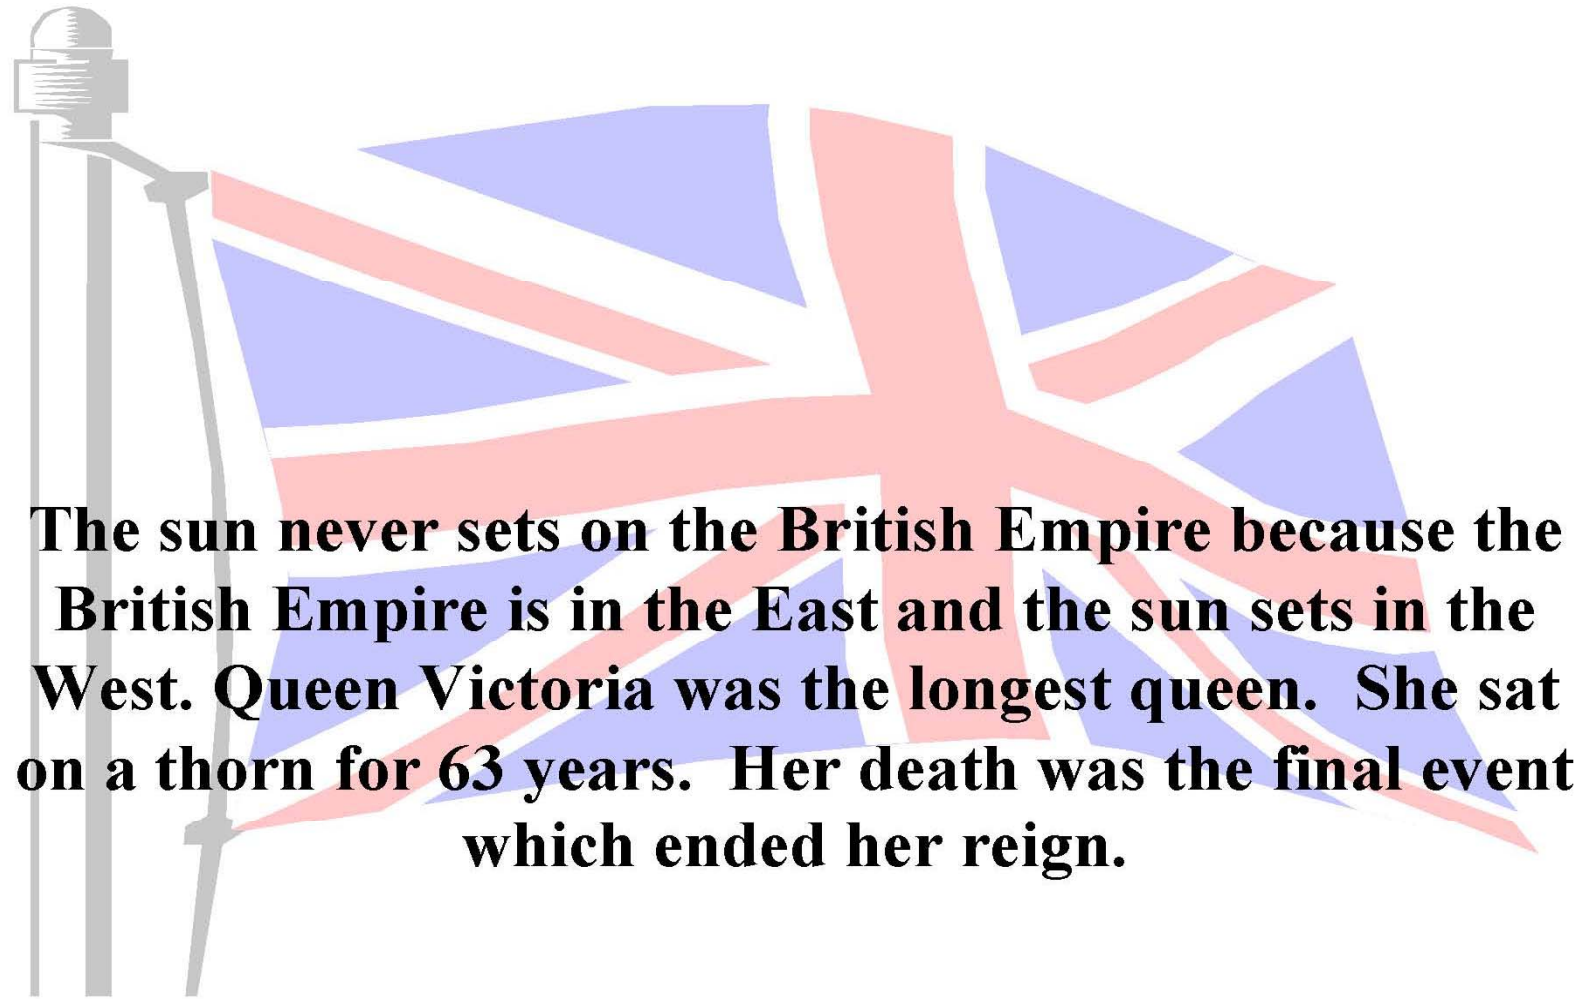 The sun never sets on the British Empire because the
British Empire is in the East and the sun sets in the
West. Queen Victoria was the longest queen.  She sat
on a thorn for 63 years.  Her death was the final event
which ended her reign.